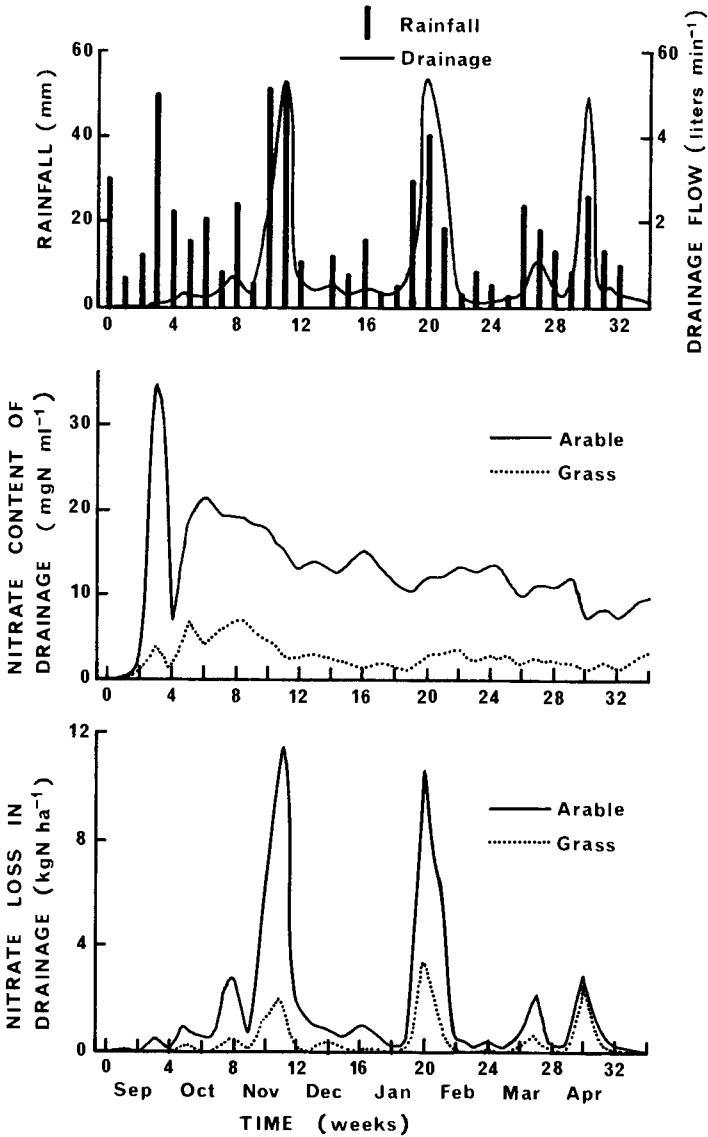 Rainfall
Drainage
RAINFALL (mm)
60
40
20
0
DRAINAGE FLOW (liters min⁻¹)
60
4
2
0 4 8 12 16 20 24 28 32
NITRATE CONTENT OF
DRAINAGE (mgN ml⁻¹)
30
20
10
0
Arable
Grass
0 4 8 12 16 20 24 28 32
NITRATE LOSS IN
DRAINAGE (kgN ha⁻¹)
12
8
4
0
Arable
Grass
0 4 8 12 16 20 24 28 32
Sep Oct Nov Dec Jan Feb Mar Apr
TIME (weeks)